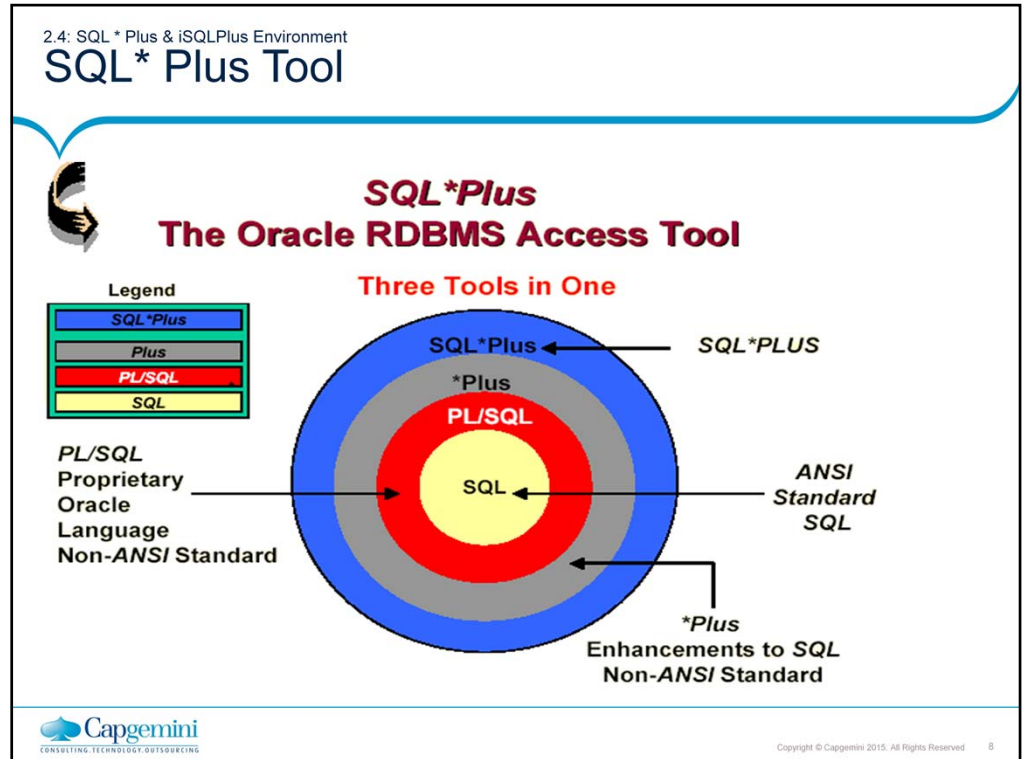 2.4: SQL * Plus & iSQLPlus Environment
SQL* Plus Tool
SQL*Plus
The Oracle RDBMS Access Tool
Three Tools in One
Legend
SQL*Plus
Plus
PL/SQL
SQL
SQL*Plus
*Plus
PL/SQL
SQL
SQL*PLUS
PL/SQL
Proprietary
Oracle
Language
Non-ANSI Standard
ANSI
Standard
SQL
*Plus
Enhancements to SQL
Non-ANSI Standard
Capgemini
CONSULTING.TECHNOLOGY.OUTSOURCING
Copyright © Capgemini 2015. All Rights Reserved 8